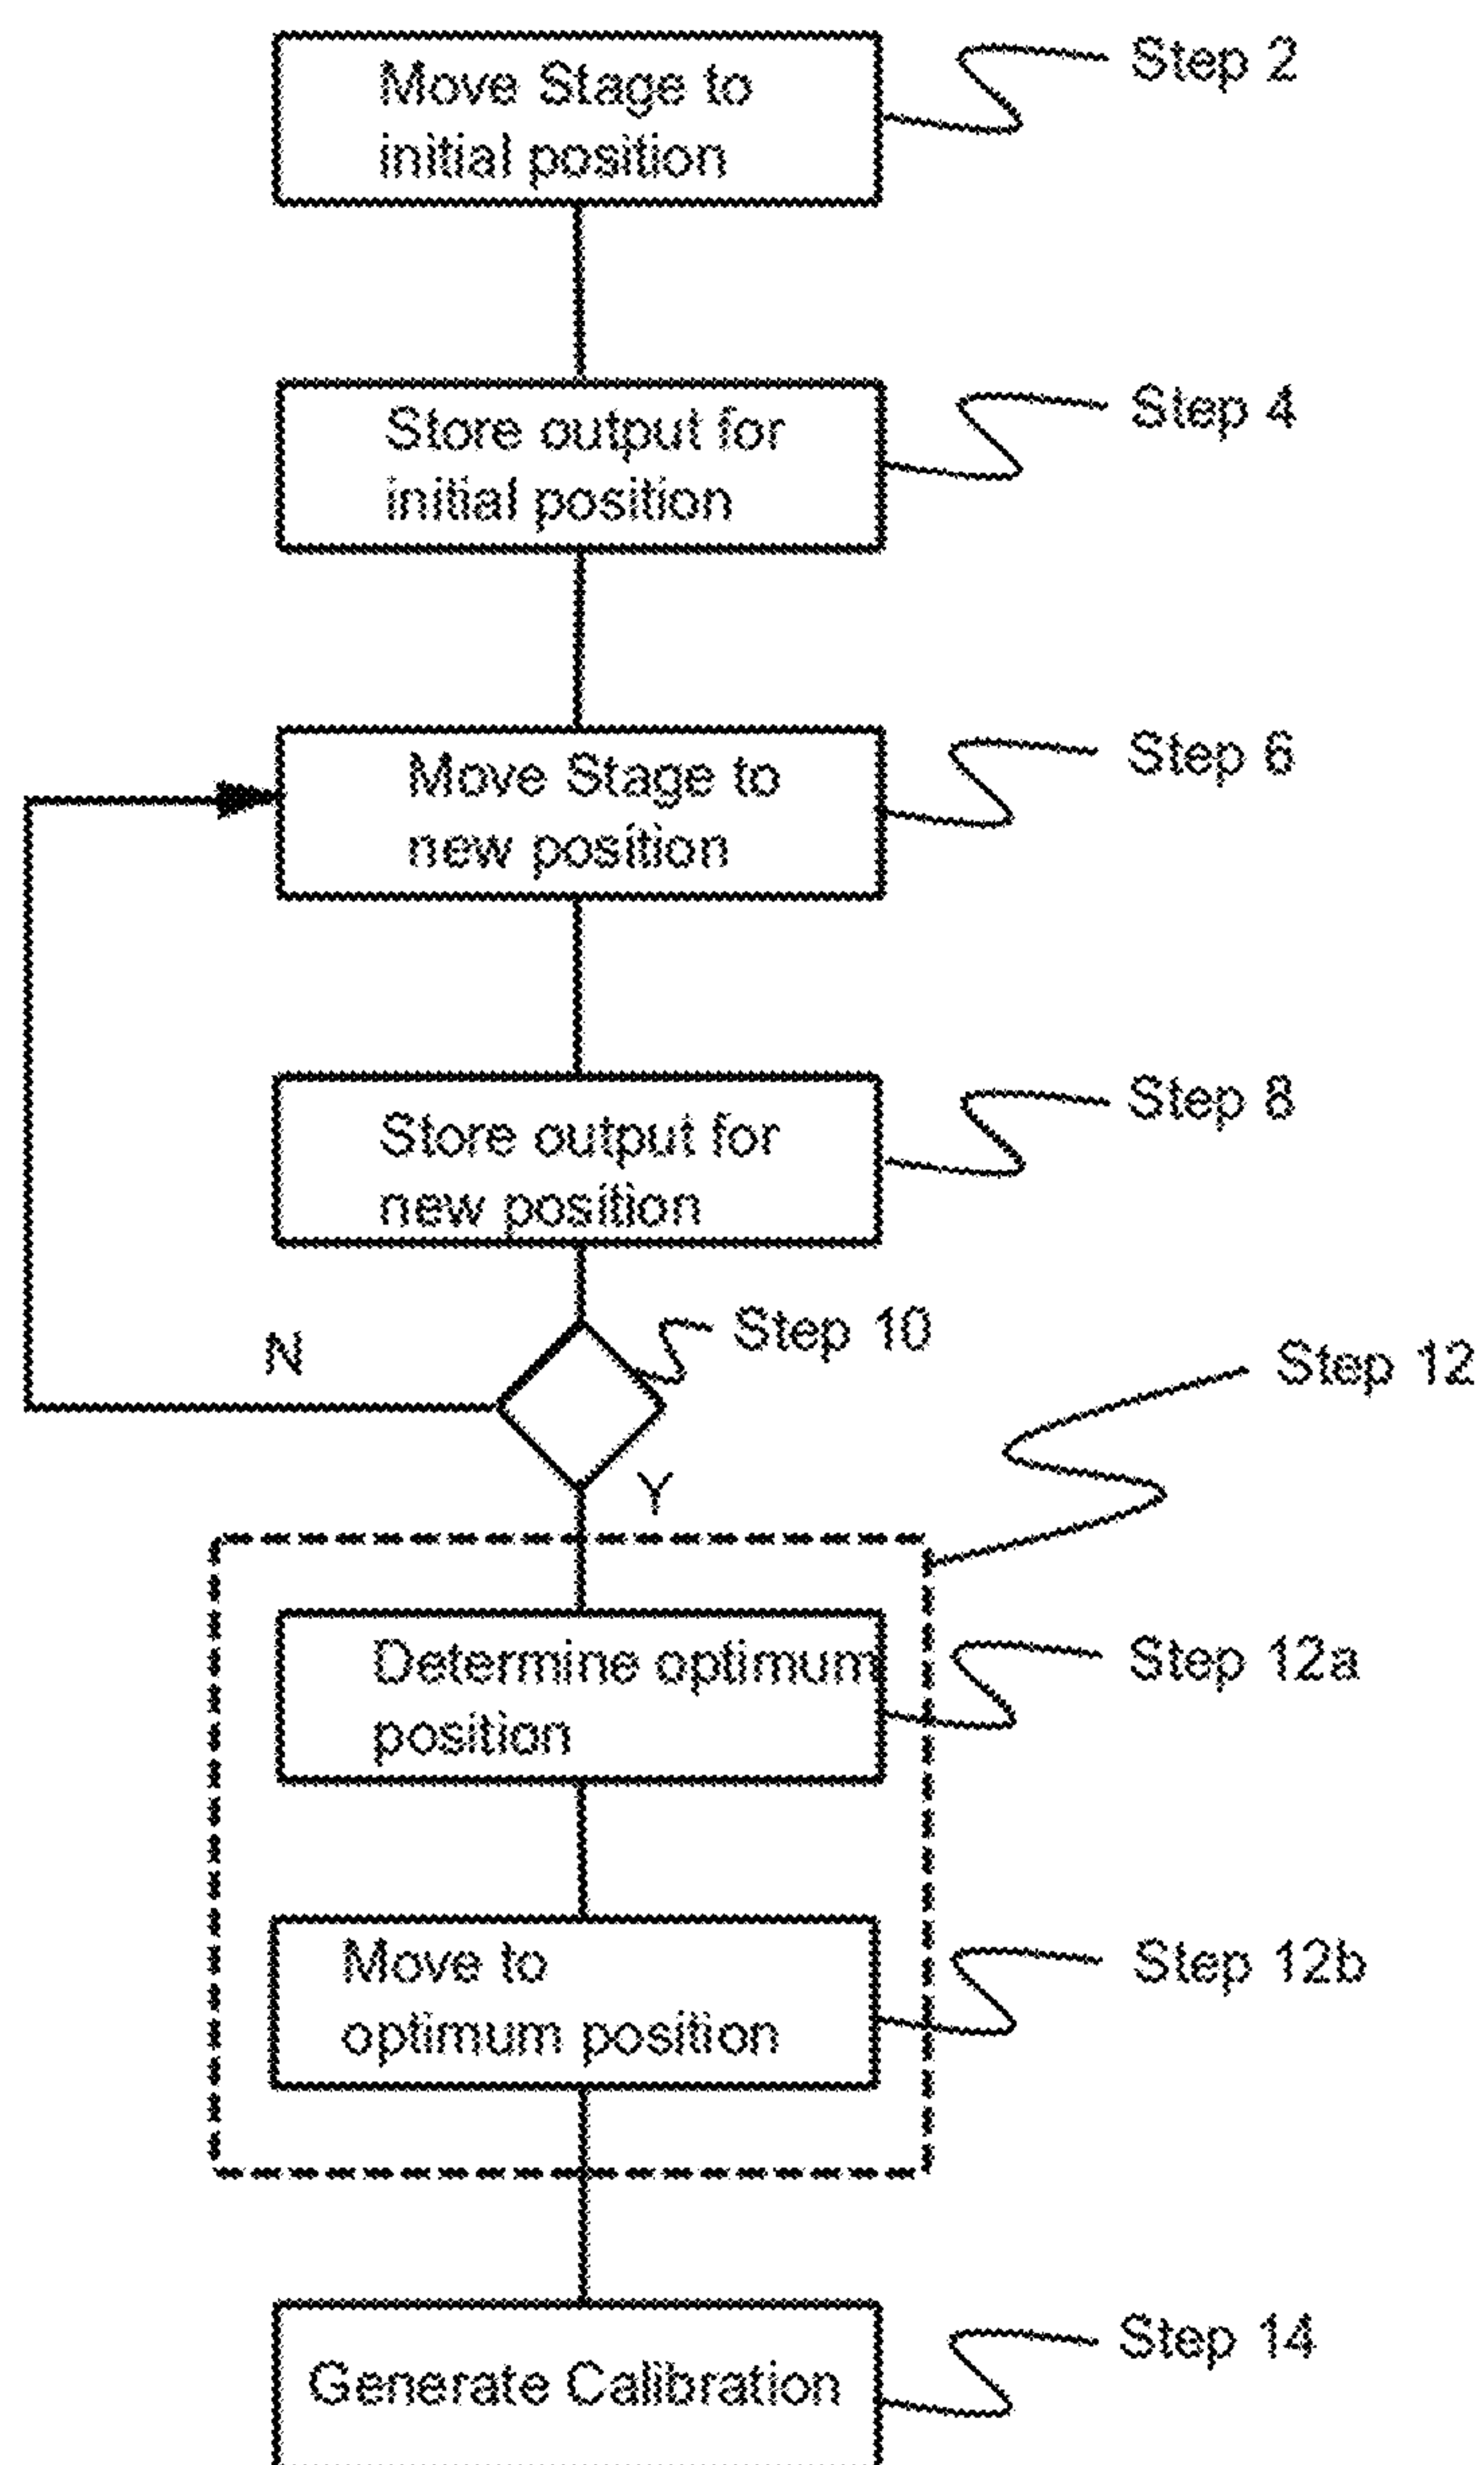 Move Stage to
initial position
Step 2
Store output for
initial position
Step 4
Move Stage to
new position
Step 6
Store output for
new position
Step 8
N
Step 10
Y
Step 12
Determine optimum
position
Step 12a
Move to
optimum position
Step 12b
Generate Calibration
Step 14